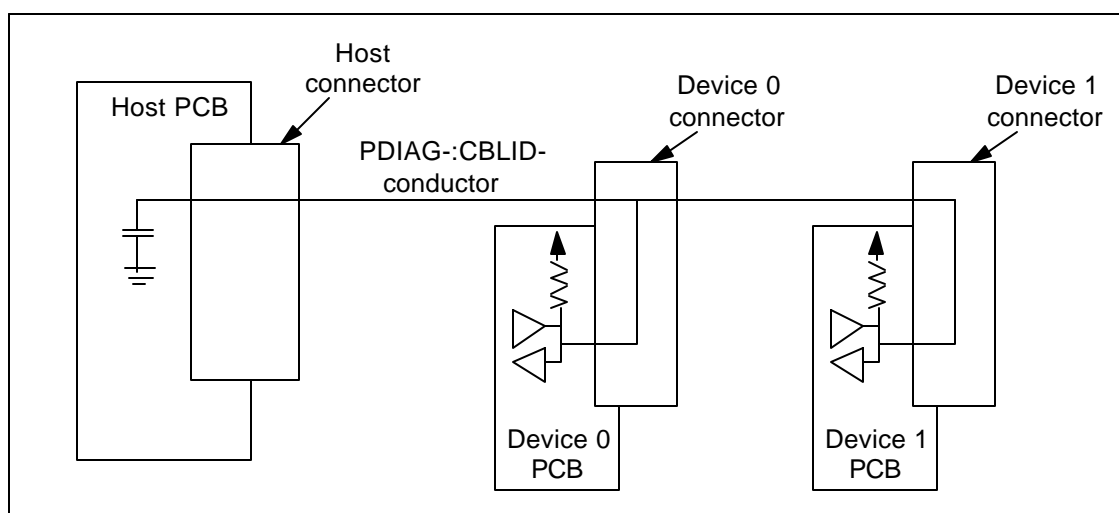 Host
connector
Host PCB
Device 0
connector
Device 1
connector
PDIAG-:CBLID-
conductor
Device 0
PCB
Device 1
PCB